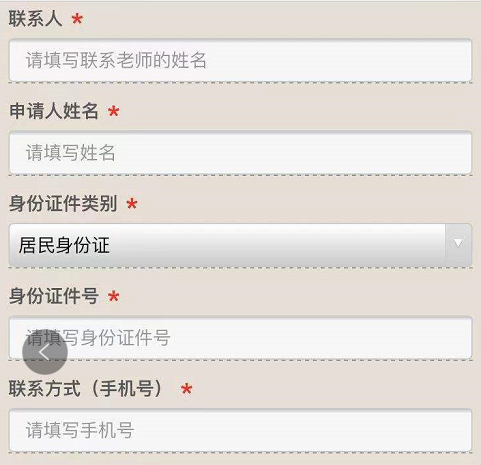 联系人 *
请填写联系老师的姓名
申请人姓名 *
请填写姓名
身份证件类别 *
居民身份证
身份证件号 *
请填写身份证件号
联系方式（手机号） *
请填写手机号